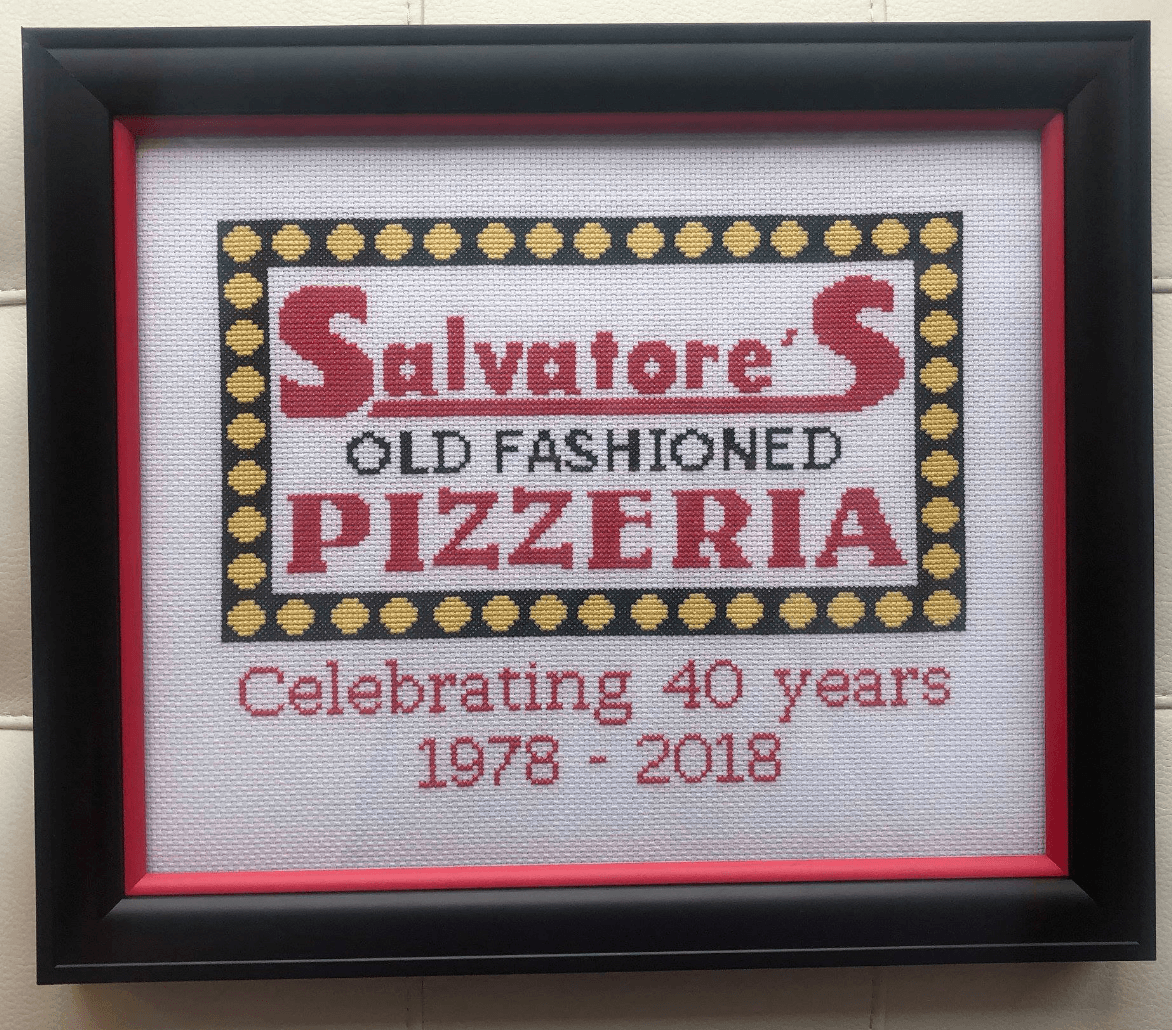 Salvatore'S
OLD FASHIONED
PIZZERIA
Celebrating 40 years
1978 - 2018